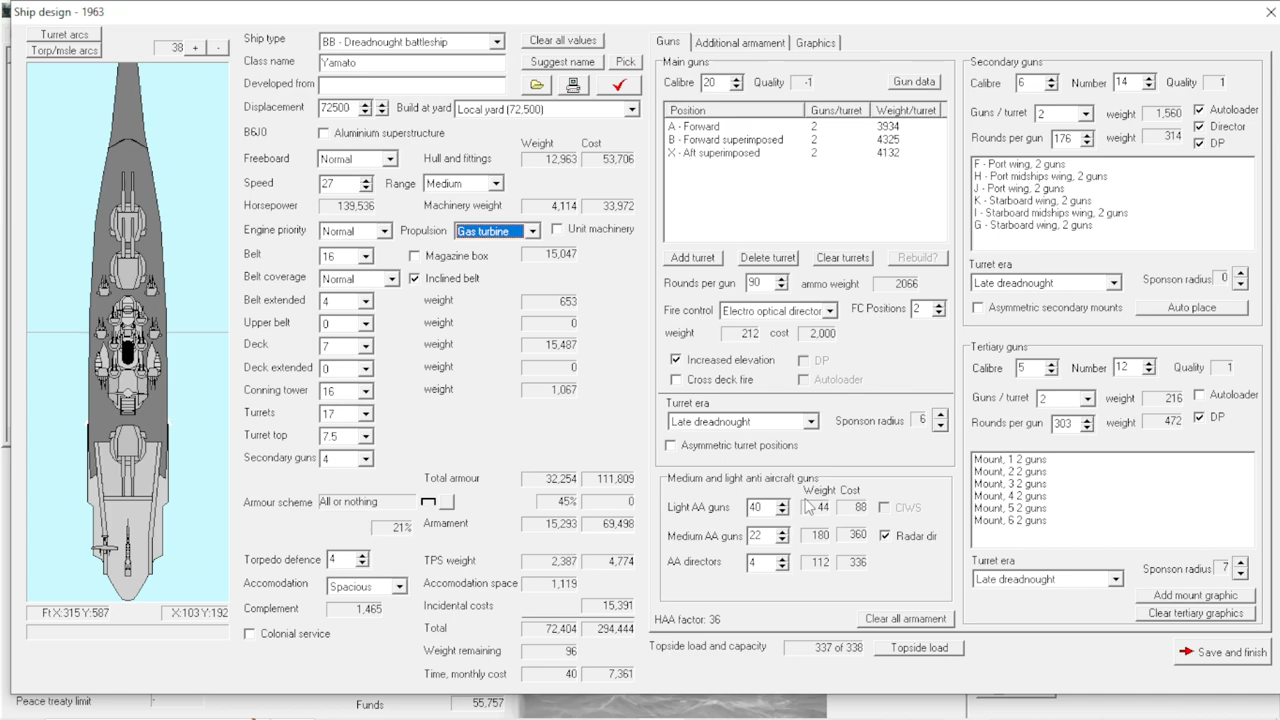 Ship design - 1963
Turret arcs
Torp/msle arcs
38 + -
Ft X:315 Y:587 X:103 Y:192
Ship type BB - Dreadnought battleship Clear all values
Class name Yamato Suggest name Pick
Developed from
Displacement 72500 Build at yard Local yard (72,500)
B6J0 Aluminium superstructure
Weight Cost
Freeboard Normal Hull and fittings 12,963 53,706
Speed 27 Range Medium
Horsepower 139,536 Machinery weight 4,114 33,972
Engine priority Normal Propulsion Gas turbine Unit machinery
Belt 16 Magazine box 15,047
Belt coverage Normal Inclined belt
Belt extended 4 weight 653
Upper belt 0 weight 0
Deck 7 weight 15,487
Deck extended 0 weight 0
Conning tower 16 weight 1,067
Turrets 17
Turret top 7.5
Secondary guns 4
Total armour 32,254 111,809
Armour scheme All or nothing 45% 0
21% Armament 15,293 69,498
Torpedo defence 4 TPS weight 2,387 4,774
Accomodation Spacious Accomodation space 1,119
Complement 1,465 Incidental costs 15,391
Colonial service Total 72,404 294,444
Weight remaining 96
Time, monthly cost 40 7,361
Guns Additional armament Graphics
Main guns
Calibre 20 Quality -1 Gun data
Position Guns/turret Weight/turret
A - Forward 2 3934
B - Forward superimposed 2 4325
X - Aft superimposed 2 4132
Add turret Delete turret Clear turrets Rebuild?
Rounds per gun 90 ammo weight 2066
Fire control Electro optical director FC Positions 2
weight 212 cost 2,000
Increased elevation DP
Cross deck fire Autoloader
Turret era
Late dreadnought Sponson radius 6
Asymmetric turret positions
Medium and light anti aircraft guns
Weight Cost
Light AA guns 40 44 88 CIWS
Medium AA guns 22 180 360 Radar dir
AA directors 4 112 336
HAA factor: 36 Clear all armament
Topside load and capacity 337 of 338 Topside load
Secondary guns
Calibre 6 Number 14 Quality 1
Guns / turret 2 weight 1,560 Autoloader
Director
Rounds per gun 176 weight 314 DP
F - Port wing, 2 guns
H - Port midships wing, 2 guns
J - Port wing, 2 guns
K - Starboard wing, 2 guns
I - Starboard midships wing, 2 guns
G - Starboard wing, 2 guns
Turret era
Late dreadnought Sponson radius 0
Asymmetric secondary mounts Auto place
Tertiary guns
Calibre 5 Number 12 Quality 1
Guns / turret 2 weight 216 Autoloader
Rounds per gun 303 weight 472 DP
Mount, 1 2 guns
Mount, 2 2 guns
Mount, 3 2 guns
Mount, 4 2 guns
Mount, 5 2 guns
Mount, 6 2 guns
Turret era
Late dreadnought Sponson radius 7
Add mount graphic
Clear tertiary graphics
Save and finish
Peace treaty limit - Funds 55,757